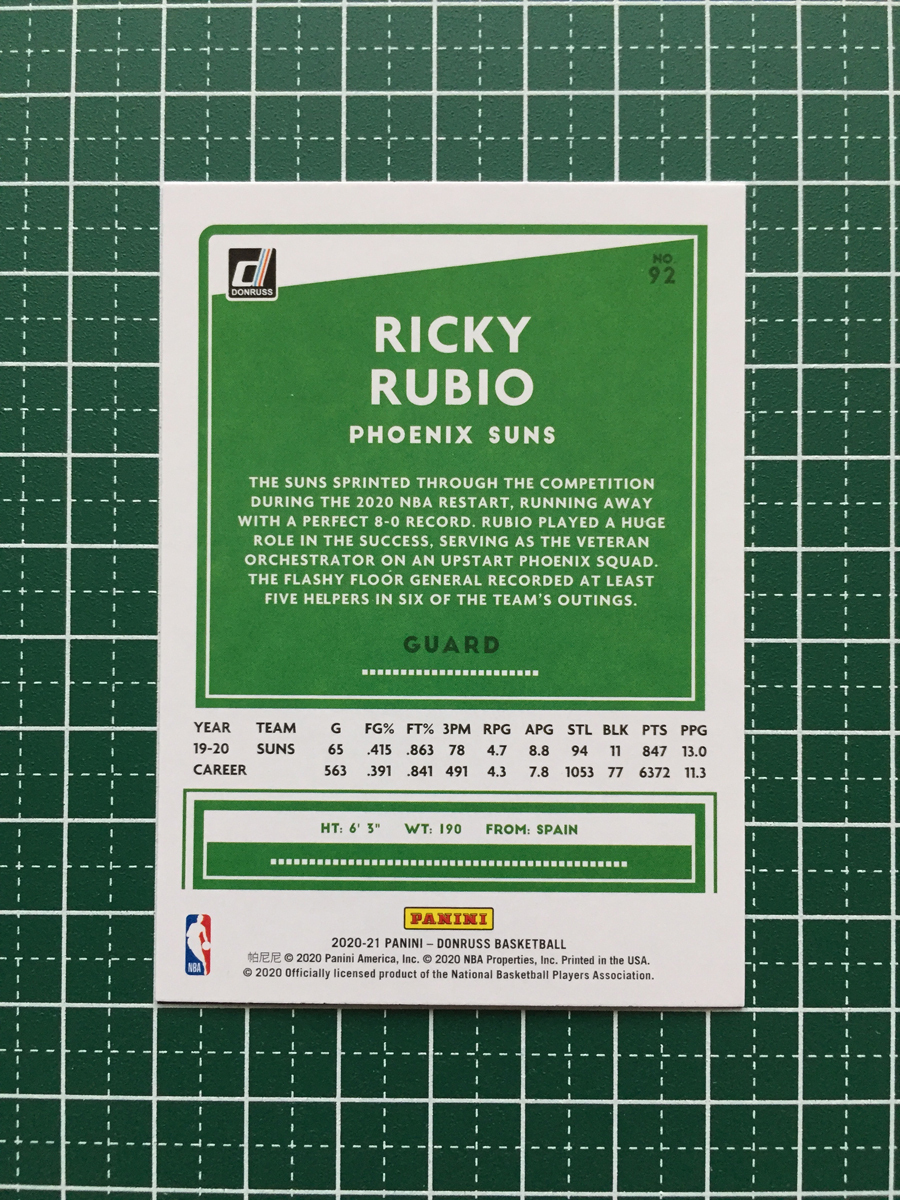 DONRUSS
NO.
92
RICKY
RUBIO
PHOENIX SUNS
THE SUNS SPRINTED THROUGH THE COMPETITION
DURING THE 2020 NBA RESTART, RUNNING AWAY
WITH A PERFECT 8-0 RECORD. RUBIO PLAYED A HUGE
ROLE IN THE SUCCESS, SERVING AS THE VETERAN
ORCHESTRATOR ON AN UPSTART PHOENIX SQUAD.
THE FLASHY FLOOR GENERAL RECORDED AT LEAST
FIVE HELPERS IN SIX OF THE TEAM'S OUTINGS.
GUARD
YEAR TEAM G FG% FT% 3PM RPG APG STL BLK PTS PPG
19-20 SUNS 65 .415 .863 78 4.7 8.8 94 11 847 13.0
CAREER 563 .391 .841 491 4.3 7.8 1053 77 6372 11.3
HT: 6' 3" WT: 190 FROM: SPAIN
PANINI
NBA
2020-21 PANINI – DONRUSS BASKETBALL
帕尼尼 © 2020 Panini America, Inc. © 2020 NBA Properties, Inc. Printed in the USA.
© 2020 Officially licensed product of the National Basketball Players Association.